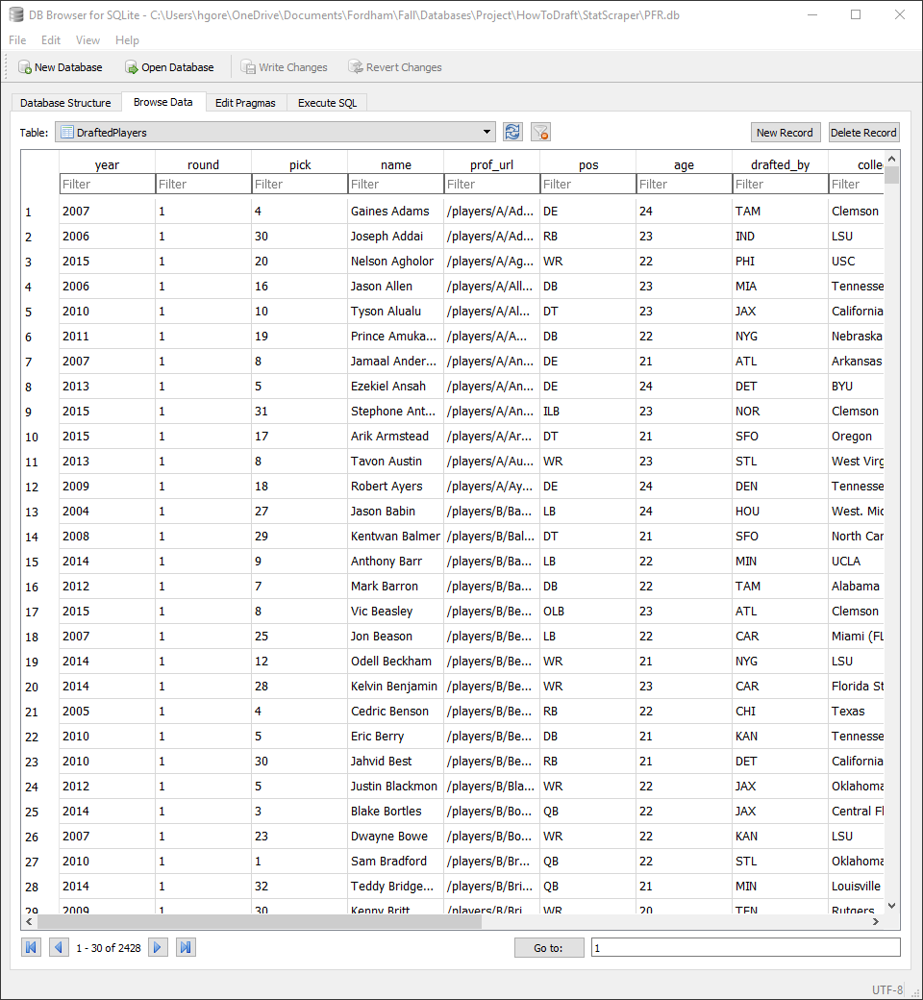 DB Browser for SQLite - C:\Users\hgore\OneDrive\Documents\Fordham\Fall\Databases\Project\HowToDraft\StatScraper\PFR.db
File Edit View Help
New Database Open Database Write Changes Revert Changes
Database Structure Browse Data Edit Pragmas Execute SQL
Table: DraftedPlayers New Record Delete Record
year round pick name prof_url pos age drafted_by colle
Filter Filter Filter Filter Filter Filter Filter Filter Filter
1 2007 1 4 Gaines Adams /players/A/Ad... DE 24 TAM Clemson
2 2006 1 30 Joseph Addai /players/A/Ad... RB 23 IND LSU
3 2015 1 20 Nelson Agholor /players/A/Ag... WR 22 PHI USC
4 2006 1 16 Jason Allen /players/A/All... DB 23 MIA Tennesse
5 2010 1 10 Tyson Alualu /players/A/Al... DT 23 JAX California
6 2011 1 19 Prince Amuka... /players/A/A... DB 22 NYG Nebraska
7 2007 1 8 Jamaal Ander... /players/A/An... DE 21 ATL Arkansas
8 2013 1 5 Ezekiel Ansah /players/A/An... DE 24 DET BYU
9 2015 1 31 Stephone Ant... /players/A/An... ILB 23 NOR Clemson
10 2015 1 17 Arik Armstead /players/A/Ar... DT 21 SFO Oregon
11 2013 1 8 Tavon Austin /players/A/Au... WR 23 STL West Virg
12 2009 1 18 Robert Ayers /players/A/Ay... DE 24 DEN Tennesse
13 2004 1 27 Jason Babin /players/B/Ba... LB 24 HOU West. Mic
14 2008 1 29 Kentwan Balmer /players/B/Bal... DT 21 SFO North Car
15 2014 1 9 Anthony Barr /players/B/Ba... LB 22 MIN UCLA
16 2012 1 7 Mark Barron /players/B/Ba... DB 22 TAM Alabama
17 2015 1 8 Vic Beasley /players/B/Be... OLB 23 ATL Clemson
18 2007 1 25 Jon Beason /players/B/Be... LB 22 CAR Miami (FL
19 2014 1 12 Odell Beckham /players/B/Be... WR 21 NYG LSU
20 2014 1 28 Kelvin Benjamin /players/B/Be... WR 23 CAR Florida St
21 2005 1 4 Cedric Benson /players/B/Be... RB 22 CHI Texas
22 2010 1 5 Eric Berry /players/B/Be... DB 21 KAN Tennesse
23 2010 1 30 Jahvid Best /players/B/Be... RB 21 DET California
24 2012 1 5 Justin Blackmon /players/B/Bla... WR 22 JAX Oklahoma
25 2014 1 3 Blake Bortles /players/B/Bo... QB 22 JAX Central Fl
26 2007 1 23 Dwayne Bowe /players/B/Bo... WR 22 KAN LSU
27 2010 1 1 Sam Bradford /players/B/Br... QB 22 STL Oklahoma
28 2014 1 32 Teddy Bridge... /players/B/Bri... QB 21 MIN Louisville
29 2009 1 30 Kenny Britt /players/B/Bri... WR 20 TEN Rutgers
1 - 30 of 2428 Go to: 1
UTF-8